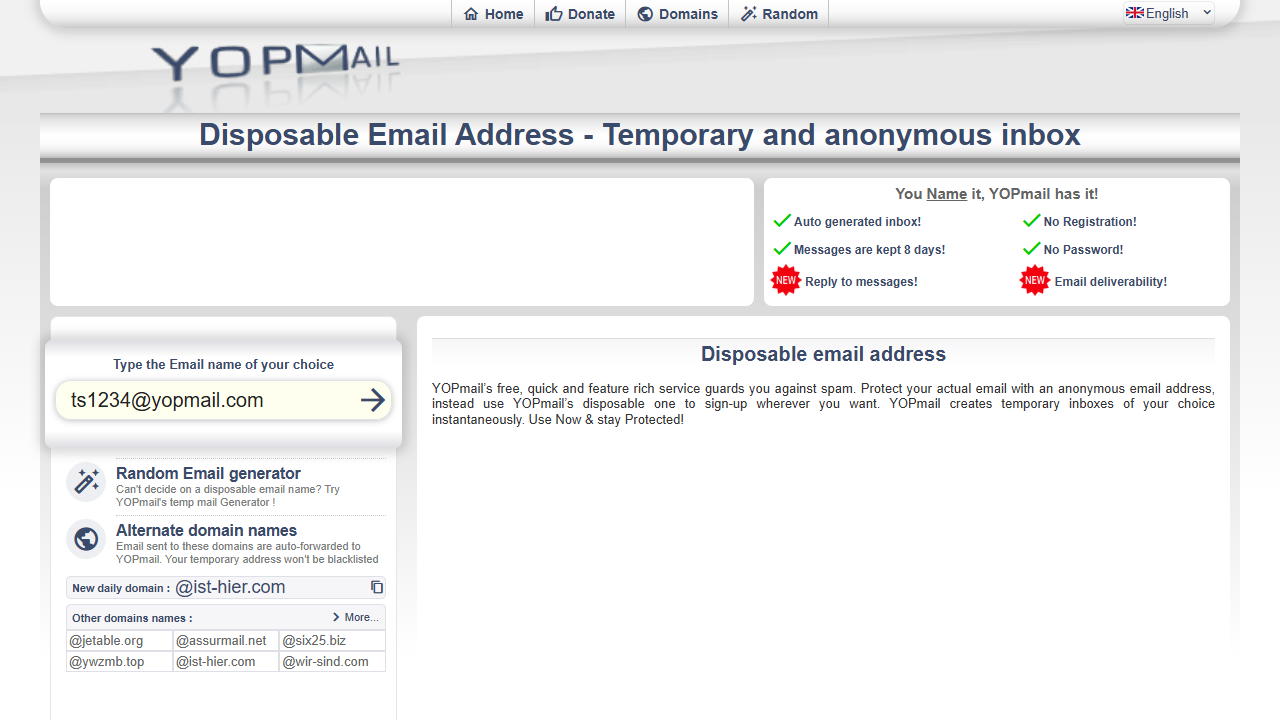 Home
Donate
Domains
Random
English
YOPMAIL
Disposable Email Address - Temporary and anonymous inbox
You Name it, YOPmail has it!
Auto generated inbox!
No Registration!
Messages are kept 8 days!
No Password!
NEW Reply to messages!
NEW Email deliverability!
Type the Email name of your choice
ts1234@yopmail.com
Random Email generator
Can't decide on a disposable email name? Try
YOPmail's temp mail Generator !
Alternate domain names
Email sent to these domains are auto-forwarded to
YOPmail. Your temporary address won't be blacklisted
New daily domain : @ist-hier.com
Other domains names :
More...
@jetable.org
@assurmail.net
@six25.biz
@ywzmb.top
@ist-hier.com
@wir-sind.com
Disposable email address
YOPmail's free, quick and feature rich service guards you against spam. Protect your actual email with an anonymous email address,
instead use YOPmail's disposable one to sign-up wherever you want. YOPmail creates temporary inboxes of your choice
instantaneously. Use Now & stay Protected!